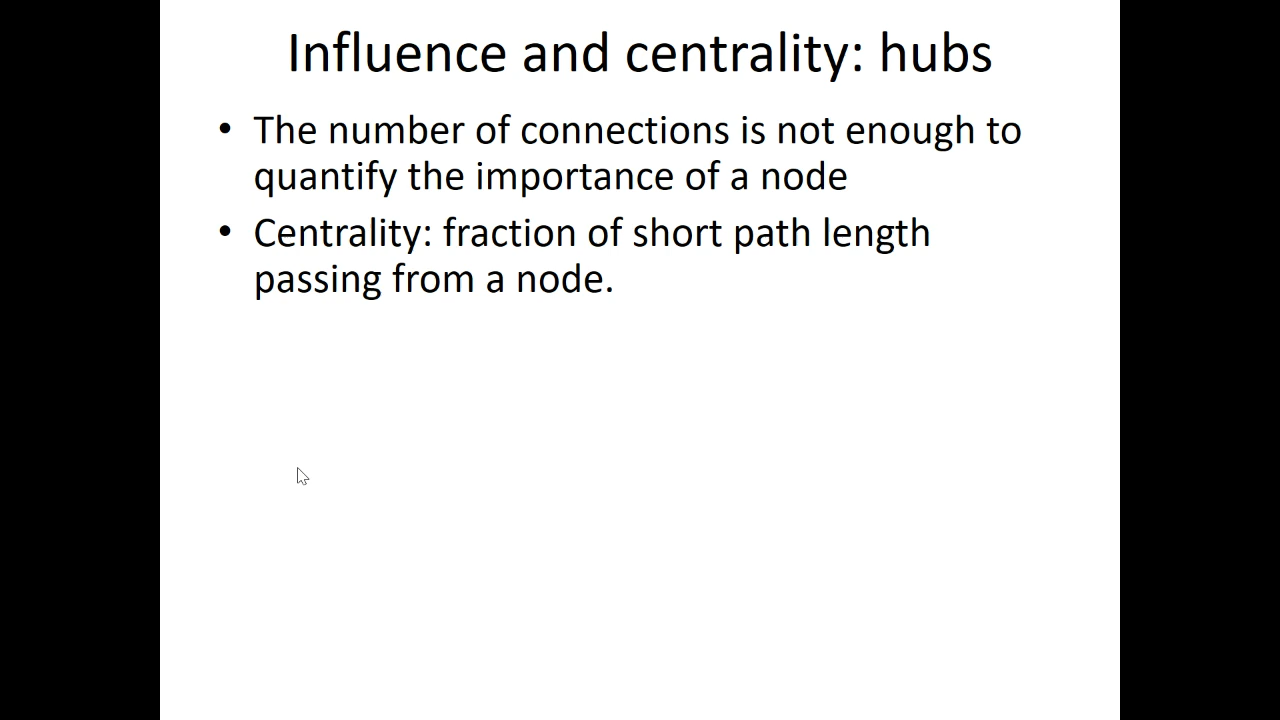 Influence and centrality: hubs
• The number of connections is not enough to
quantify the importance of a node
• Centrality: fraction of short path length
passing from a node.